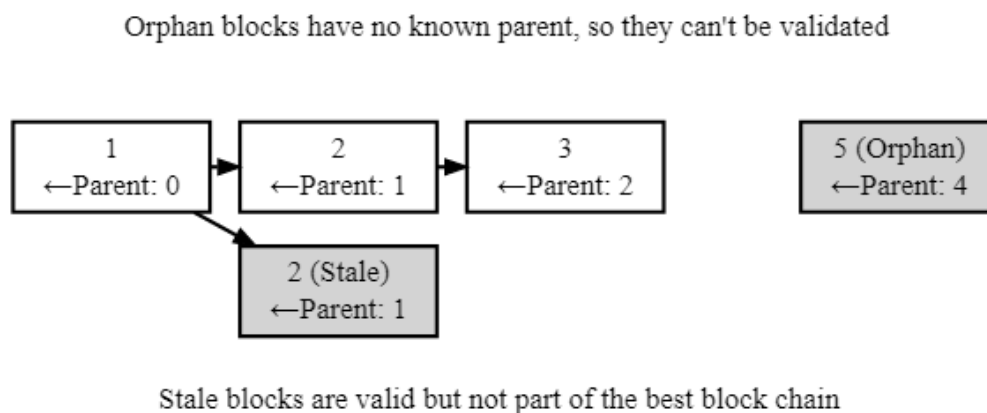 Orphan blocks have no known parent, so they can't be validated
1
←Parent: 0
2
←Parent: 1
3
←Parent: 2
5 (Orphan)
←Parent: 4
2 (Stale)
←Parent: 1
Stale blocks are valid but not part of the best block chain